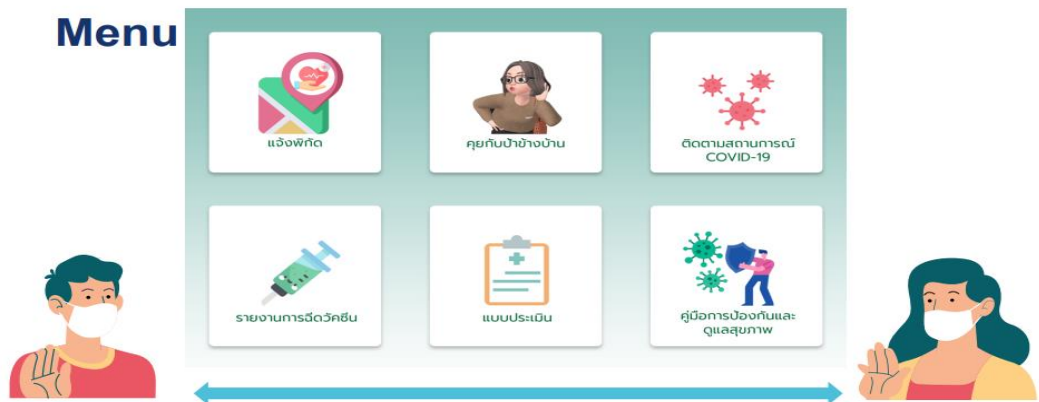 Menu
แจ้งพิกัด
คุยกับป้าข้างบ้าน
ติดตามสถานการณ์
COVID-19
รายงานการฉีดวัคซีน
แบบประเมิน
คู่มือการป้องกันและ
ดูแลสุขภาพ